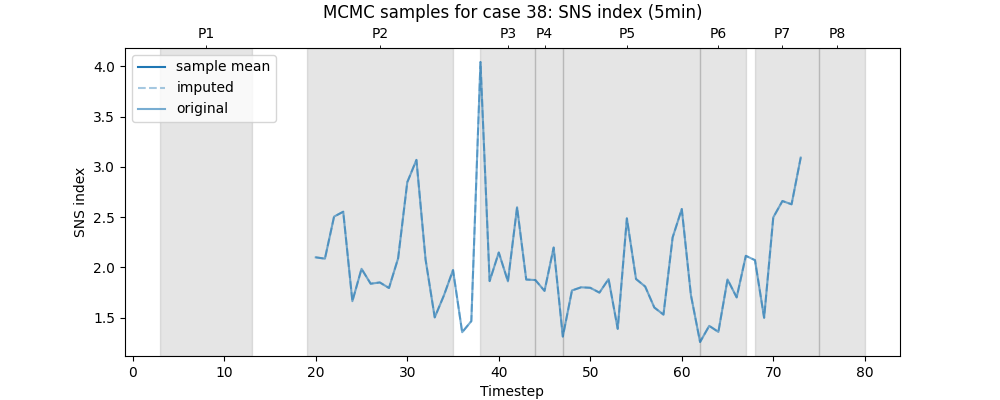 MCMC samples for case 38: SNS index (5min)
P1 P2 P3 P4 P5 P6 P7 P8
sample mean
imputed
original
4.0
3.5
3.0
2.5
2.0
1.5
SNS index
0 10 20 30 40 50 60 70 80
Timestep